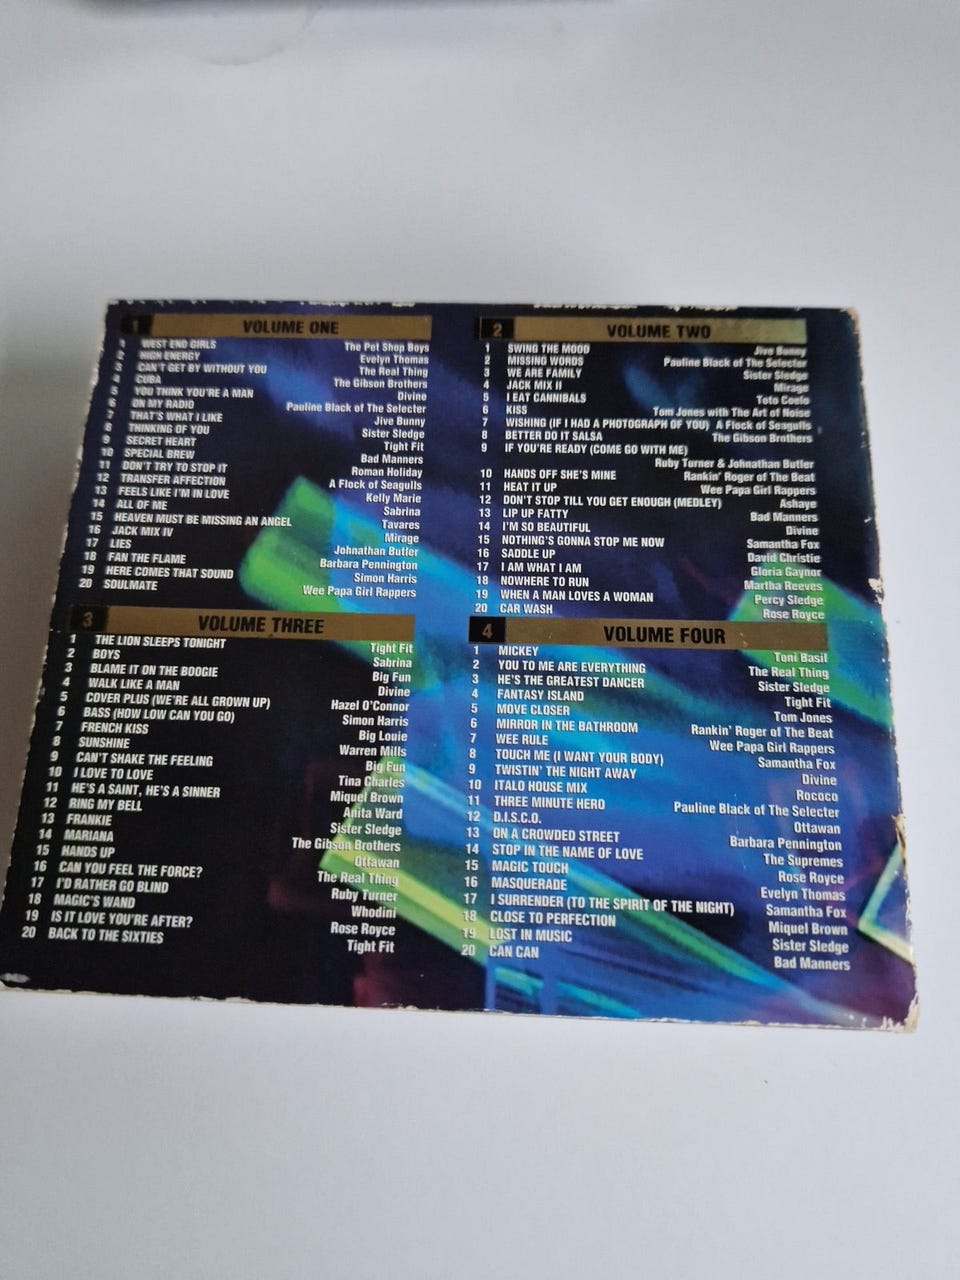 1 VOLUME ONE
1 WEST END GIRLS The Pet Shop Boys
2 HIGH ENERGY Evelyn Thomas
3 CAN'T GET BY WITHOUT YOU The Real Thing
4 CUBA The Gibson Brothers
5 YOU THINK YOU'RE A MAN Divine
6 ON MY RADIO Pauline Black of The Selecter
7 THAT'S WHAT I LIKE Jive Bunny
8 THINKING OF YOU Sister Sledge
9 SECRET HEART Tight Fit
10 SPECIAL BREW Bad Manners
11 DON'T TRY TO STOP IT Roman Holiday
12 TRANSFER AFFECTION A Flock of Seagulls
13 FEELS LIKE I'M IN LOVE Kelly Marie
14 ALL OF ME Sabrina
15 HEAVEN MUST BE MISSING AN ANGEL Tavares
16 JACK MIX IV Mirage
17 LIES Johnathan Butler
18 FAN THE FLAME Barbara Pennington
19 HERE COMES THAT SOUND Simon Harris
20 SOULMATE Wee Papa Girl Rappers
2 VOLUME TWO
1 SWING THE MOOD Jive Bunny
2 MISSING WORDS Pauline Black of The Selecter
3 WE ARE FAMILY Sister Sledge
4 JACK MIX II Mirage
5 I EAT CANNIBALS Toto Coelo
6 KISS Tom Jones with The Art of Noise
7 WISHING (IF I HAD A PHOTOGRAPH OF YOU) A Flock of Seagulls
8 BETTER DO IT SALSA The Gibson Brothers
9 IF YOU'RE READY (COME GO WITH ME)
Ruby Turner & Johnathan Butler
10 HANDS OFF SHE'S MINE Rankin' Roger of The Beat
11 HEAT IT UP Wee Papa Girl Rappers
12 DON'T STOP TILL YOU GET ENOUGH (MEDLEY) Ashaye
13 LIP UP FATTY Bad Manners
14 I'M SO BEAUTIFUL Divine
15 NOTHING'S GONNA STOP ME NOW Samantha Fox
16 SADDLE UP David Christie
17 I AM WHAT I AM Gloria Gaynor
18 NOWHERE TO RUN Martha Reeves
19 WHEN A MAN LOVES A WOMAN Percy Sledge
20 CAR WASH Rose Royce
3 VOLUME THREE
1 THE LION SLEEPS TONIGHT Tight Fit
2 BOYS Sabrina
3 BLAME IT ON THE BOOGIE Big Fun
4 WALK LIKE A MAN Divine
5 COVER PLUS (WE'RE ALL GROWN UP) Hazel O'Connor
6 BASS (HOW LOW CAN YOU GO) Simon Harris
7 FRENCH KISS Big Louie
8 SUNSHINE Warren Mills
9 CAN'T SHAKE THE FEELING Big Fun
10 I LOVE TO LOVE Tina Charles
11 HE'S A SAINT, HE'S A SINNER Miquel Brown
12 RING MY BELL Anita Ward
13 FRANKIE Sister Sledge
14 MARIANA The Gibson Brothers
15 HANDS UP Ottawan
16 CAN YOU FEEL THE FORCE? The Real Thing
17 I'D RATHER GO BLIND Ruby Turner
18 MAGIC'S WAND Whodini
19 IS IT LOVE YOU'RE AFTER? Rose Royce
20 BACK TO THE SIXTIES Tight Fit
4 VOLUME FOUR
1 MICKEY Toni Basil
2 YOU TO ME ARE EVERYTHING The Real Thing
3 HE'S THE GREATEST DANCER Sister Sledge
4 FANTASY ISLAND Tight Fit
5 MOVE CLOSER Tom Jones
6 MIRROR IN THE BATHROOM Rankin' Roger of The Beat
7 WEE RULE Wee Papa Girl Rappers
8 TOUCH ME (I WANT YOUR BODY) Samantha Fox
9 TWISTIN' THE NIGHT AWAY Divine
10 ITALO HOUSE MIX Rococo
11 THREE MINUTE HERO Pauline Black of The Selecter
12 D.I.S.C.O. Ottawan
13 ON A CROWDED STREET Barbara Pennington
14 STOP IN THE NAME OF LOVE The Supremes
15 MAGIC TOUCH Rose Royce
16 MASQUERADE Evelyn Thomas
17 I SURRENDER (TO THE SPIRIT OF THE NIGHT) Samantha Fox
18 CLOSE TO PERFECTION Miquel Brown
19 LOST IN MUSIC Sister Sledge
20 CAN CAN Bad Manners